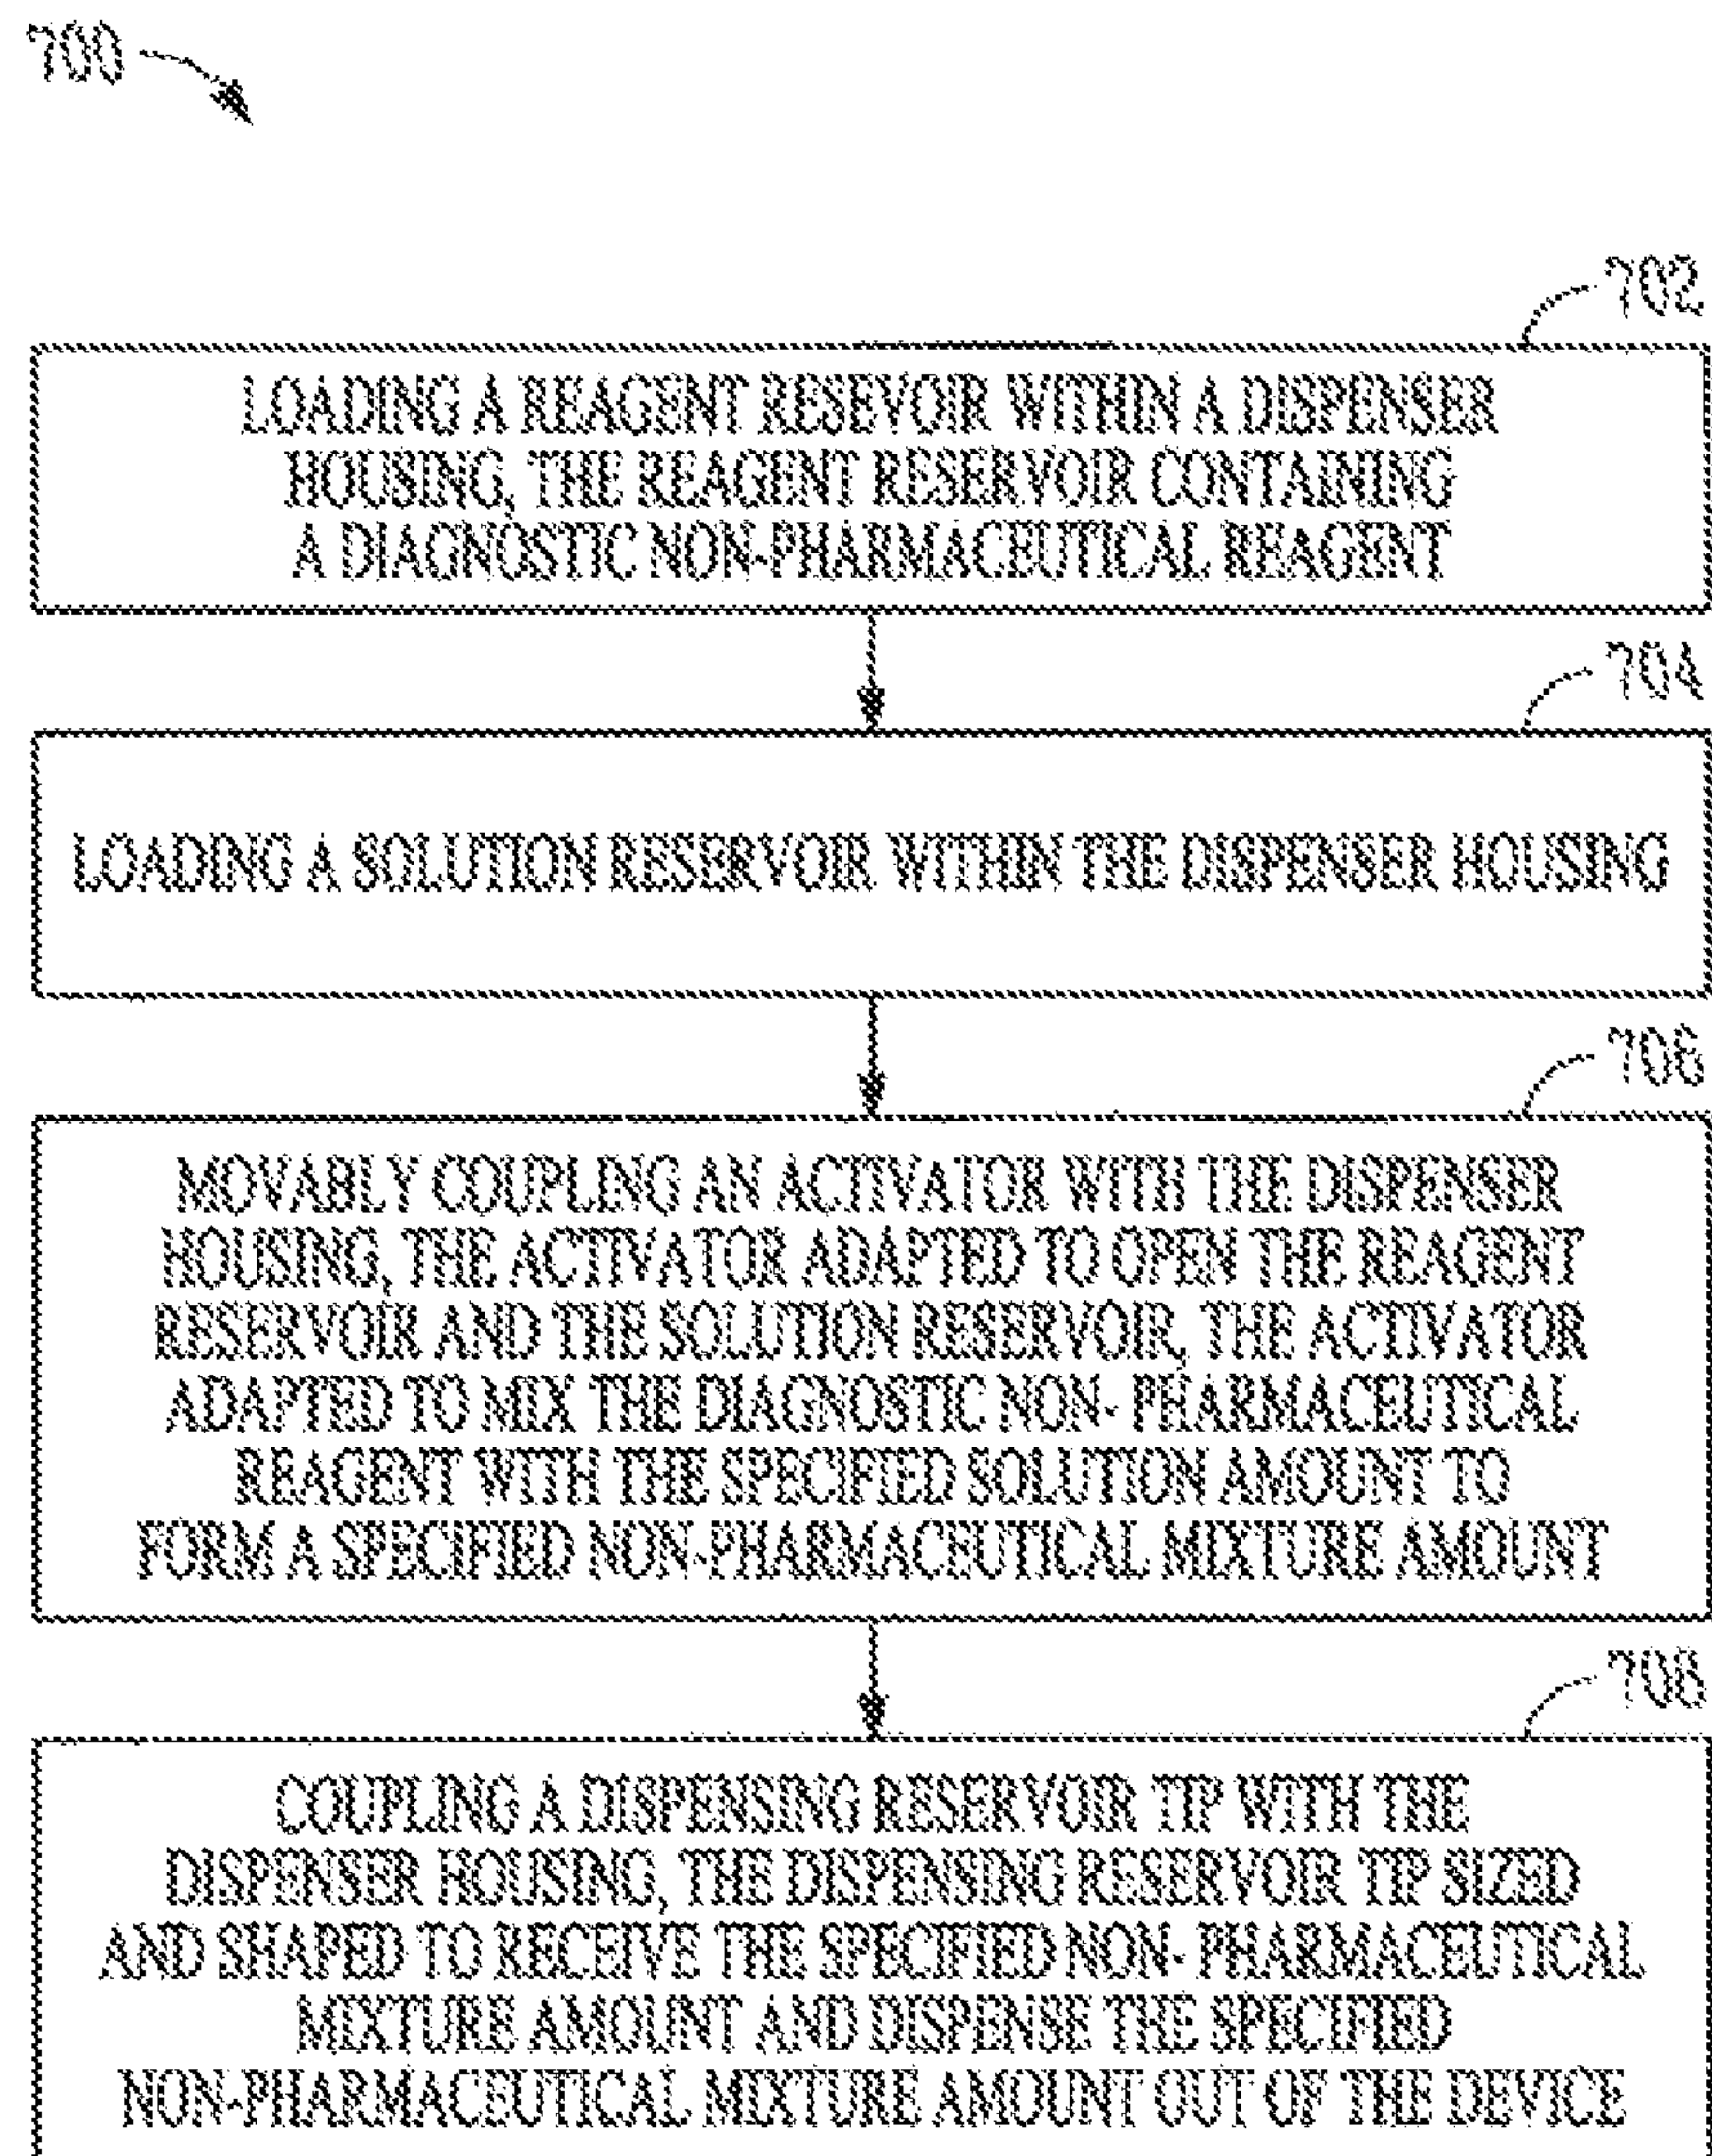 700
702
LOADING A REAGENT RESEVOIR WITHIN A DISPENSER
HOUSING, THE REAGENT RESERVOIR CONTAINING
A DIAGNOSTIC NON-PHARMACEUTICAL REAGENT
704
LOADING A SOLUTION RESERVOIR WITHIN THE DISPENSER HOUSING
706
MOVABLY COUPLING AN ACTIVATOR WITH THE DISPENSER
HOUSING, THE ACTIVATOR ADAPTED TO OPEN THE REAGENT
RESERVOIR AND THE SOLUTION RESERVOIR, THE ACTIVATOR
ADAPTED TO MIX THE DIAGNOSTIC NON- PHARMACEUTICAL
REAGENT WITH THE SPECIFIED SOLUTION AMOUNT TO
FORM A SPECIFIED NON-PHARMACEUTICAL MIXTURE AMOUNT
708
COUPLING A DISPENSING RESERVOIR TIP WITH THE
DISPENSER HOUSING, THE DISPENSING RESERVOIR TIP SIZED
AND SHAPED TO RECEIVE THE SPECIFIED NON- PHARMACEUTICAL
MIXTURE AMOUNT AND DISPENSE THE SPECIFIED
NON-PHARMACEUTICAL MIXTURE AMOUNT OUT OF THE DEVICE